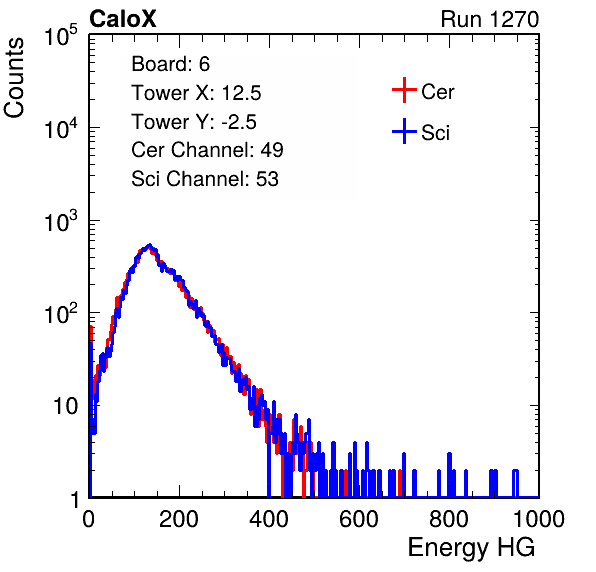 CaloX Run 1270
Counts
Board: 6
Tower X: 12.5
Tower Y: -2.5
Cer Channel: 49
Sci Channel: 53
Cer
Sci
10^5
10^4
10^3
10^2
10
1
0 200 400 600 800 1000
Energy HG